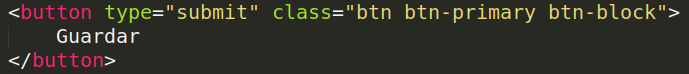 <button type="submit" class="btn btn-primary btn-block">
    Guardar
</button>